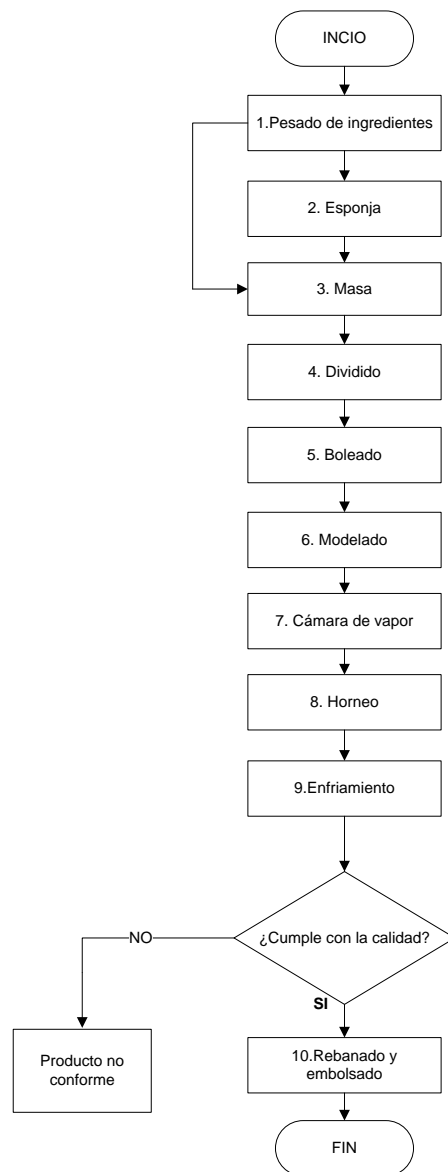 INCIO
1.Pesado de ingredientes
2. Esponja
3. Masa
4. Dividido
5. Boleado
6. Modelado
7. Cámara de vapor
8. Horneo
9.Enfriamiento
¿Cumple con la calidad?
NO
SI
Producto no
conforme
10.Rebanado y
embolsado
FIN